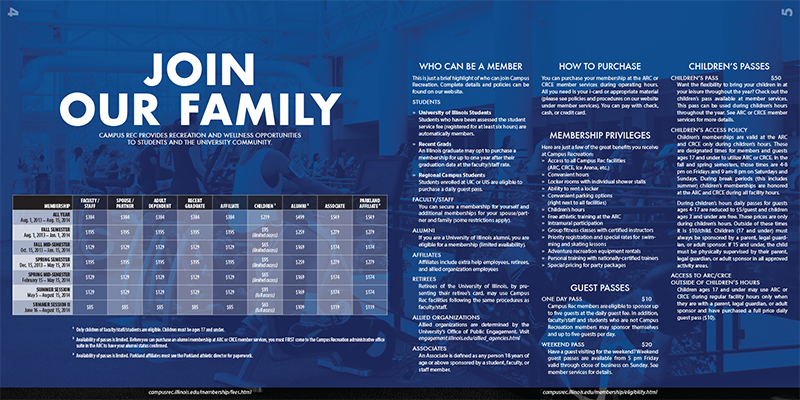 4
JOIN
OUR FAMILY
CAMPUS REC PROVIDES RECREATION AND WELLNESS OPPORTUNITIES
TO STUDENTS AND THE UNIVERSITY COMMUNITY.
MEMBERSHIP FACULTY / STAFF SPOUSE / PARTNER ADULT DEPENDENT RECENT GRADUATE AFFILIATE CHILDREN ALUMNI ASSOCIATE PARKLAND AFFILIATE
ALL YEAR
Aug. 1, 2013 – Aug. 15, 2014 $384 $384 $384 $384 $384 $219 $499 $569 $569
FALL SEMESTER
Aug. 1, 2013 – Jan. 1, 2014 $195 $195 $195 $195 $195 $95 (limited access) $259 $279 $279
FALL MID-SEMESTER
Oct. 15, 2013 – Jan. 15, 2014 $129 $129 $129 $129 $129 $65 (limited access) $169 $174 $174
SPRING SEMESTER
Dec. 15, 2013 – May 15, 2014 $195 $195 $195 $195 $195 $95 (limited access) $259 $279 $279
SPRING MID-SEMESTER
February 15 – May 15, 2014 $129 $129 $129 $129 $129 $65 (limited access) $169 $174 $174
SUMMER SESSION
May 5 – August 15, 2014 $129 $129 $129 $129 $129 $95 (full access) $169 $174 $174
SUMMER SESSION II
June 16 – August 15, 2014 $85 $85 $85 $85 $85 $65 (full access) $109 $119 $119
Only children of faculty/staff/students are eligible. Children must be ages 17 and under.
Availability of passes is limited. Before you can purchase an alumni membership at ARC or CRCE member services, you must FIRST come to the Campus Recreation administrative office
suite in the ARC to have your alumni status confirmed.
Availability of passes is limited. Parkland affiliates must see the Parkland athletic director for paperwork.
campusrec.illinois.edu/membership/fees.html
WHO CAN BE A MEMBER
This is just a brief highlight of who can join Campus
Recreation. Complete details and policies can be
found on our website.
STUDENTS
» University of Illinois Students
Students who have been assessed the student
service fee (registered for at least six hours) are
automatically members.
» Recent Grads
An Illinois graduate may opt to purchase a
membership for up to one year after their
graduation date at the faculty/staff rate.
» Regional Campus Students
Students enrolled at UIC or UIS are eligible to
purchase a daily guest pass.
FACULTY/STAFF
You can secure a membership for yourself and
additional memberships for your spouse/part-
ner and family (some restrictions apply).
ALUMNI
If you are a University of Illinois alumni, you are
eligible for a membership (limited availability).
AFFILIATES
Affiliates include extra help employees, retirees,
and allied organization employees
RETIREES
Retirees of the University of Illinois, by pre-
senting their retiree's card, may use Campus
Rec facilities following the same procedures as
faculty/staff.
ALLIED ORGANIZATIONS
Allied organizations are determined by the
University's Office of Public Engagement. Visit
engagement.illinois.edu/allied_agencies.html
ASSOCIATES
An Associate is defined as any person 18 years of
age or above sponsored by a student, faculty, or
staff member.
HOW TO PURCHASE
You can purchase your membership at the ARC or
CRCE member services during operating hours.
All you need is your i-card or appropriate material
(please see policies and procedures on our website
under member services). You can pay with check,
cash, or credit card.
MEMBERSHIP PRIVILEGES
Here are just a few of the great benefits you receive
at Campus Recreation:
» Access to all Campus Rec facilities
(ARC, CRCE, Ice Arena, etc.)
» Convenient hours
» Locker rooms with individual shower stalls
» Ability to rent a locker
» Convenient parking options
(right next to all facilities)
» Children's hours
» Free athletic training at the ARC
» Intramural participation
» Group fitness classes with certified instructors
» Priority registration and special rates for swim-
ming and skating lessons
» Adventure recreation equipment rentals
» Personal training with nationally-certified trainers
» Special pricing for party packages
GUEST PASSES
ONE DAY PASS $10
Campus Rec members are eligible to sponsor up
to five guests at the daily guest fee. In addition,
faculty/staff and students who are not Campus
Recreation members may sponsor themselves
and up to five guests per day.
WEEKEND PASS $20
Have a guest visiting for the weekend? Weekend
guest passes are available from 5 pm Friday
valid through close of business on Sunday. See
member services for details.
campusrec.illinois.edu/membership/eligibility.html
5
CHILDREN'S PASSES
CHILDREN'S PASS $50
Want the flexibility to bring your children in at
your leisure throughout the year? Check out the
children's pass available at member services.
This pass can be used during children's hours
throughout the year. See ARC or CRCE member
services for more details.
CHILDREN'S ACCESS POLICY
Children's memberships are valid at the ARC
and CRCE only during children's hours. Those
are designated times for members and guests
ages 17 and under to utilize ARC or CRCE. In the
fall and spring semesters, those times are 4-8
pm on Fridays and 9 am-8 pm on Saturdays and
Sundays. During break periods (this includes
summer) children's memberships are honored
at the ARC and CRCE during all facility hours.
During children's hours daily passes for guests
ages 4-17 are reduced to $5/guest and children
ages 3 and under are free. These prices are only
during children's hours. Outside of these times
it is $10/child. Children (17 and under) must
always be sponsored by a parent, legal guard-
ian, or adult sponsor. If 15 and under, the child
must be physically supervised by their parent,
legal guardian, or adult sponsor in all approved
activity areas.
ACCESS TO ARC/CRCE
OUTSIDE OF CHILDREN'S HOURS
Children ages 17 and under may use ARC or
CRCE during regular facility hours only when
they are with a parent, legal guardian, or adult
sponsor and have purchased a full price daily
guest pass ($10).